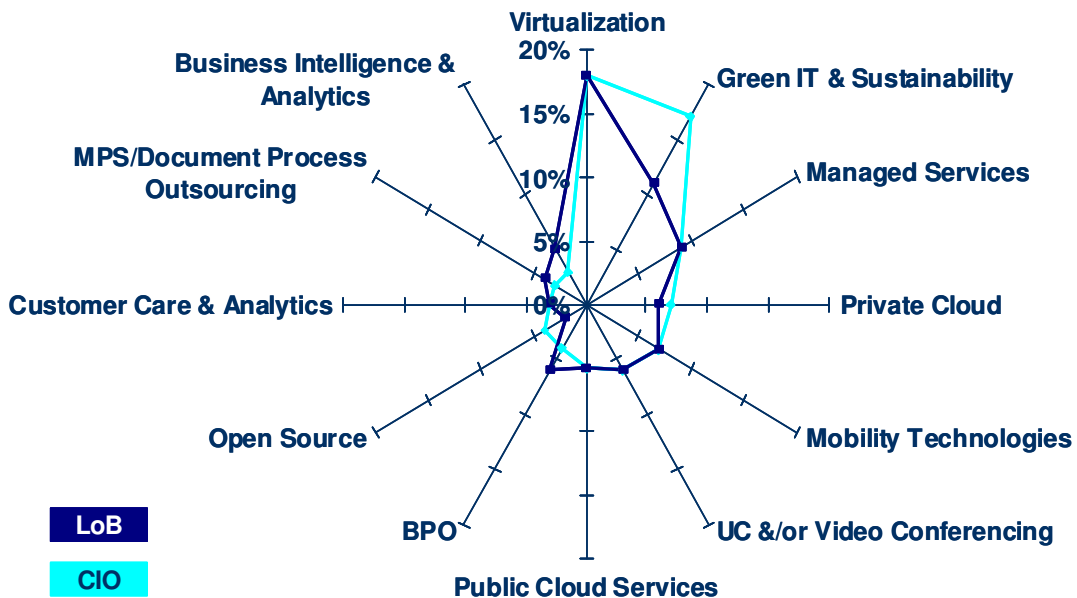 Virtualization
20%
Business Intelligence &
Analytics
Green IT & Sustainability
15%
MPS/Document Process
Outsourcing
10%
Managed Services
5%
Customer Care & Analytics
0%
Private Cloud
Open Source
Mobility Technologies
BPO
UC &/or Video Conferencing
Public Cloud Services
LoB
CIO